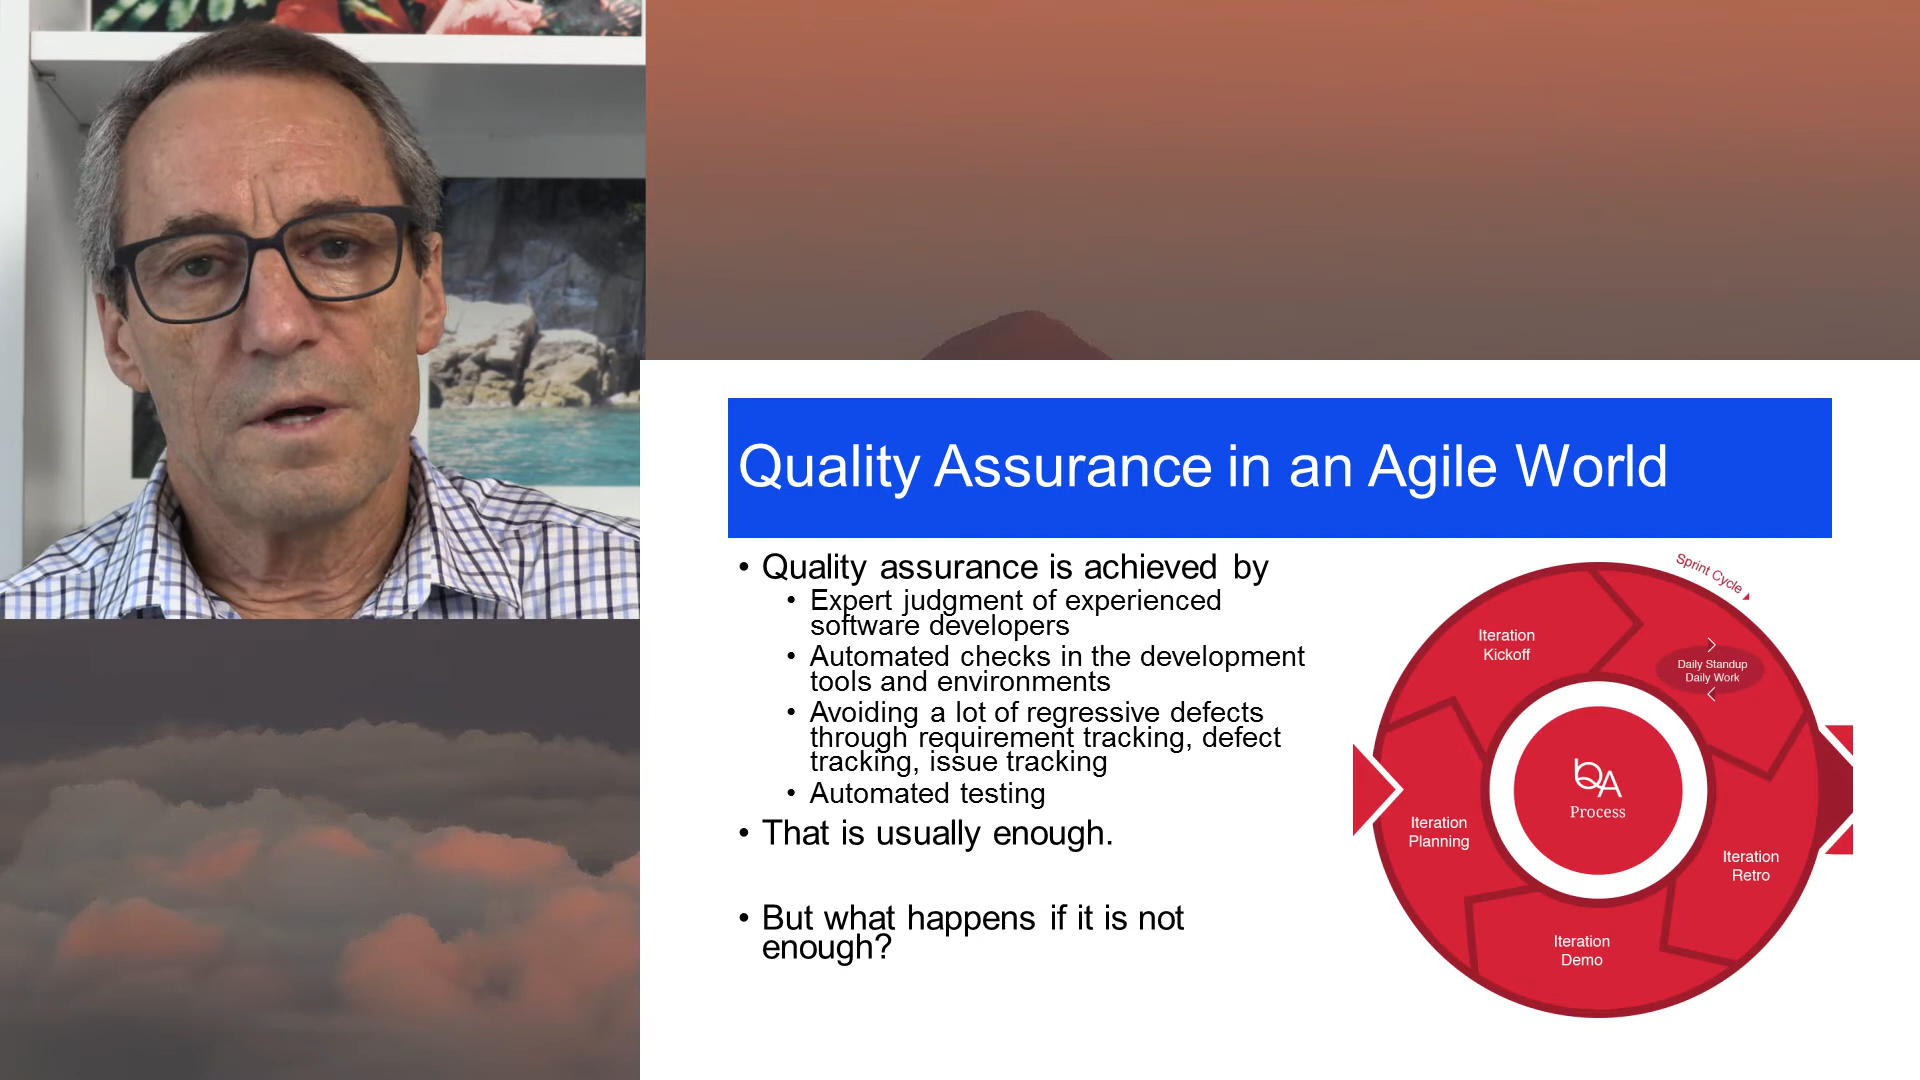 Quality Assurance in an Agile World
• Quality assurance is achieved by
• Expert judgment of experienced
software developers
• Automated checks in the development
tools and environments
• Avoiding a lot of regressive defects
through requirement tracking, defect
tracking, issue tracking
• Automated testing
• That is usually enough.
• But what happens if it is not
enough?
Sprint Cycle
Iteration
Kickoff
Daily Standup
Daily Work
QA
Process
Iteration
Planning
Iteration
Retro
Iteration
Demo